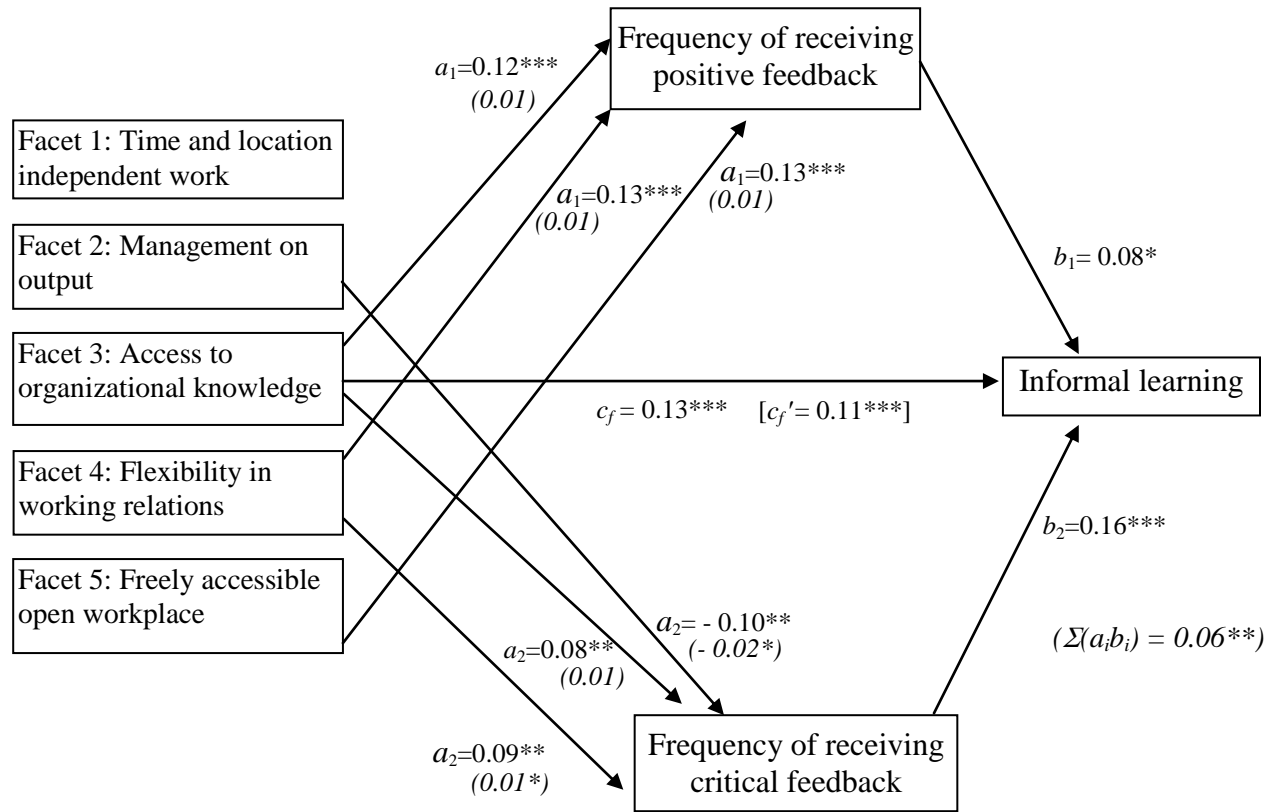 Frequency of receiving
positive feedback
a₁=0.12***
(0.01)
Facet 1: Time and location
independent work
a₁=0.13***
(0.01)
a₁=0.13***
(0.01)
Facet 2: Management on
output
b₁= 0.08*
Facet 3: Access to
organizational knowledge
Informal learning
c_f = 0.13*** [c_f'= 0.11***]
Facet 4: Flexibility in
working relations
b₂=0.16***
Facet 5: Freely accessible
open workplace
a₂= - 0.10**
(- 0.02*)
(Σ(aᵢbᵢ) = 0.06**)
a₂=0.08**
(0.01)
a₂=0.09**
(0.01*)
Frequency of receiving
critical feedback